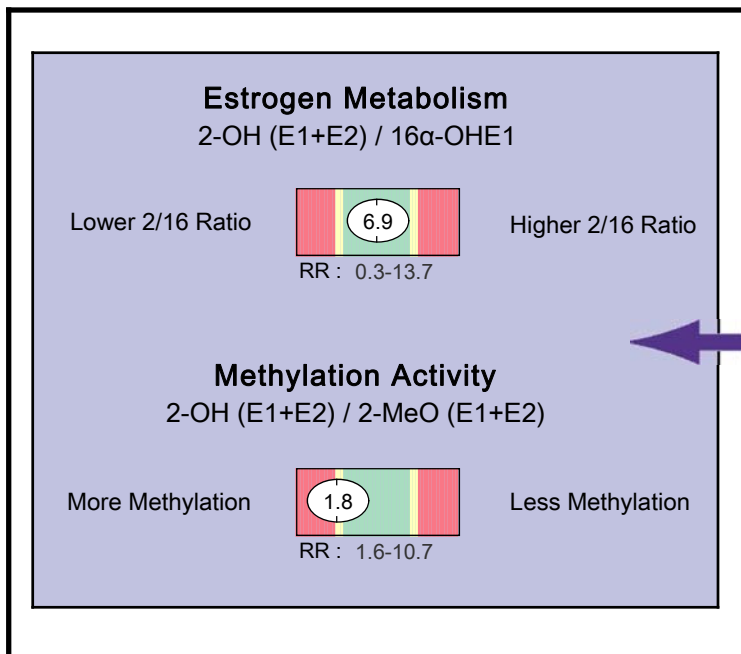 Estrogen Metabolism
2-OH (E1+E2) / 16α-OHE1
6.9
Lower 2/16 Ratio
Higher 2/16 Ratio
RR : 0.3-13.7
Methylation Activity
2-OH (E1+E2) / 2-MeO (E1+E2)
More Methylation
1.8
Less Methylation
RR : 1.6-10.7